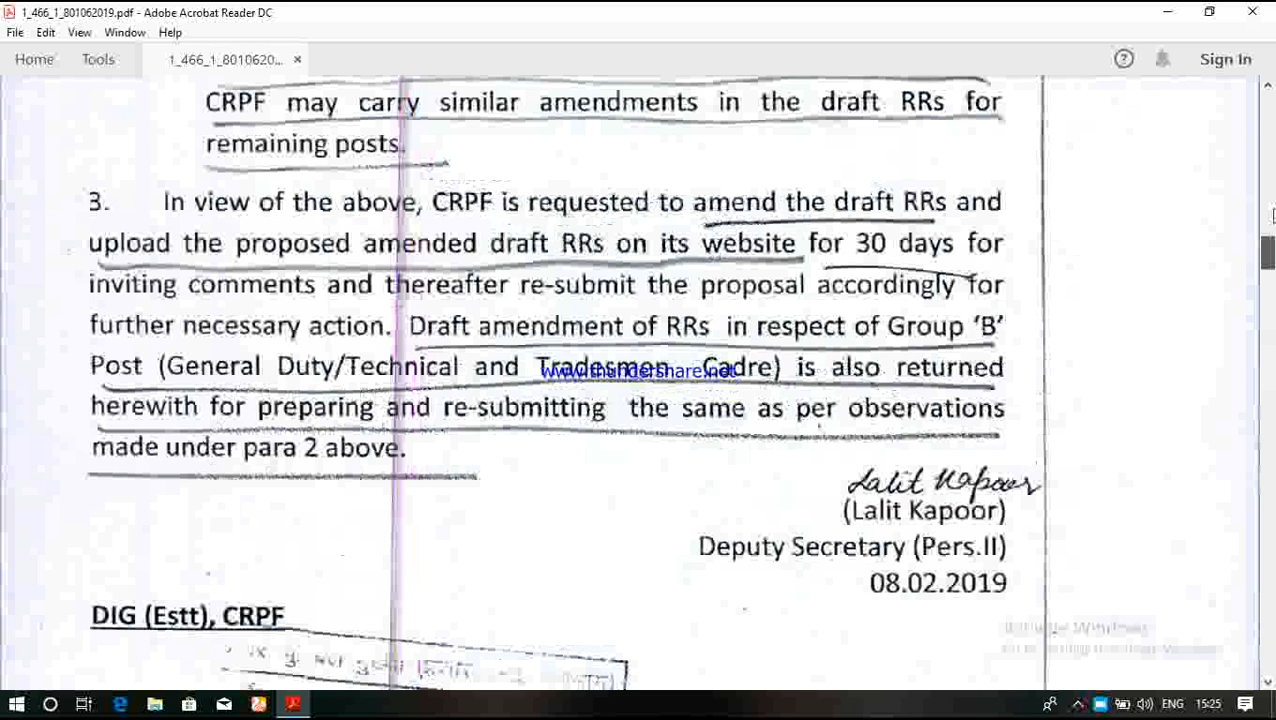 1_466_1_801062019.pdf - Adobe Acrobat Reader DC
File Edit View Window Help
Home Tools 1_466_1_8010620... × Sign In
CRPF may carry similar amendments in the draft RRs for
remaining posts.
3. In view of the above, CRPF is requested to amend the draft RRs and
upload the proposed amended draft RRs on its website for 30 days for
inviting comments and thereafter re-submit the proposal accordingly for
further necessary action. Draft amendment of RRs in respect of Group 'B'
Post (General Duty/Technical and Tradesmen Cadre) is also returned
www.thundershare.net
herewith for preparing and re-submitting the same as per observations
made under para 2 above.
Lalit Kapoor
(Lalit Kapoor)
Deputy Secretary (Pers.II)
08.02.2019
DIG (Estt), CRPF
ENG 15:25